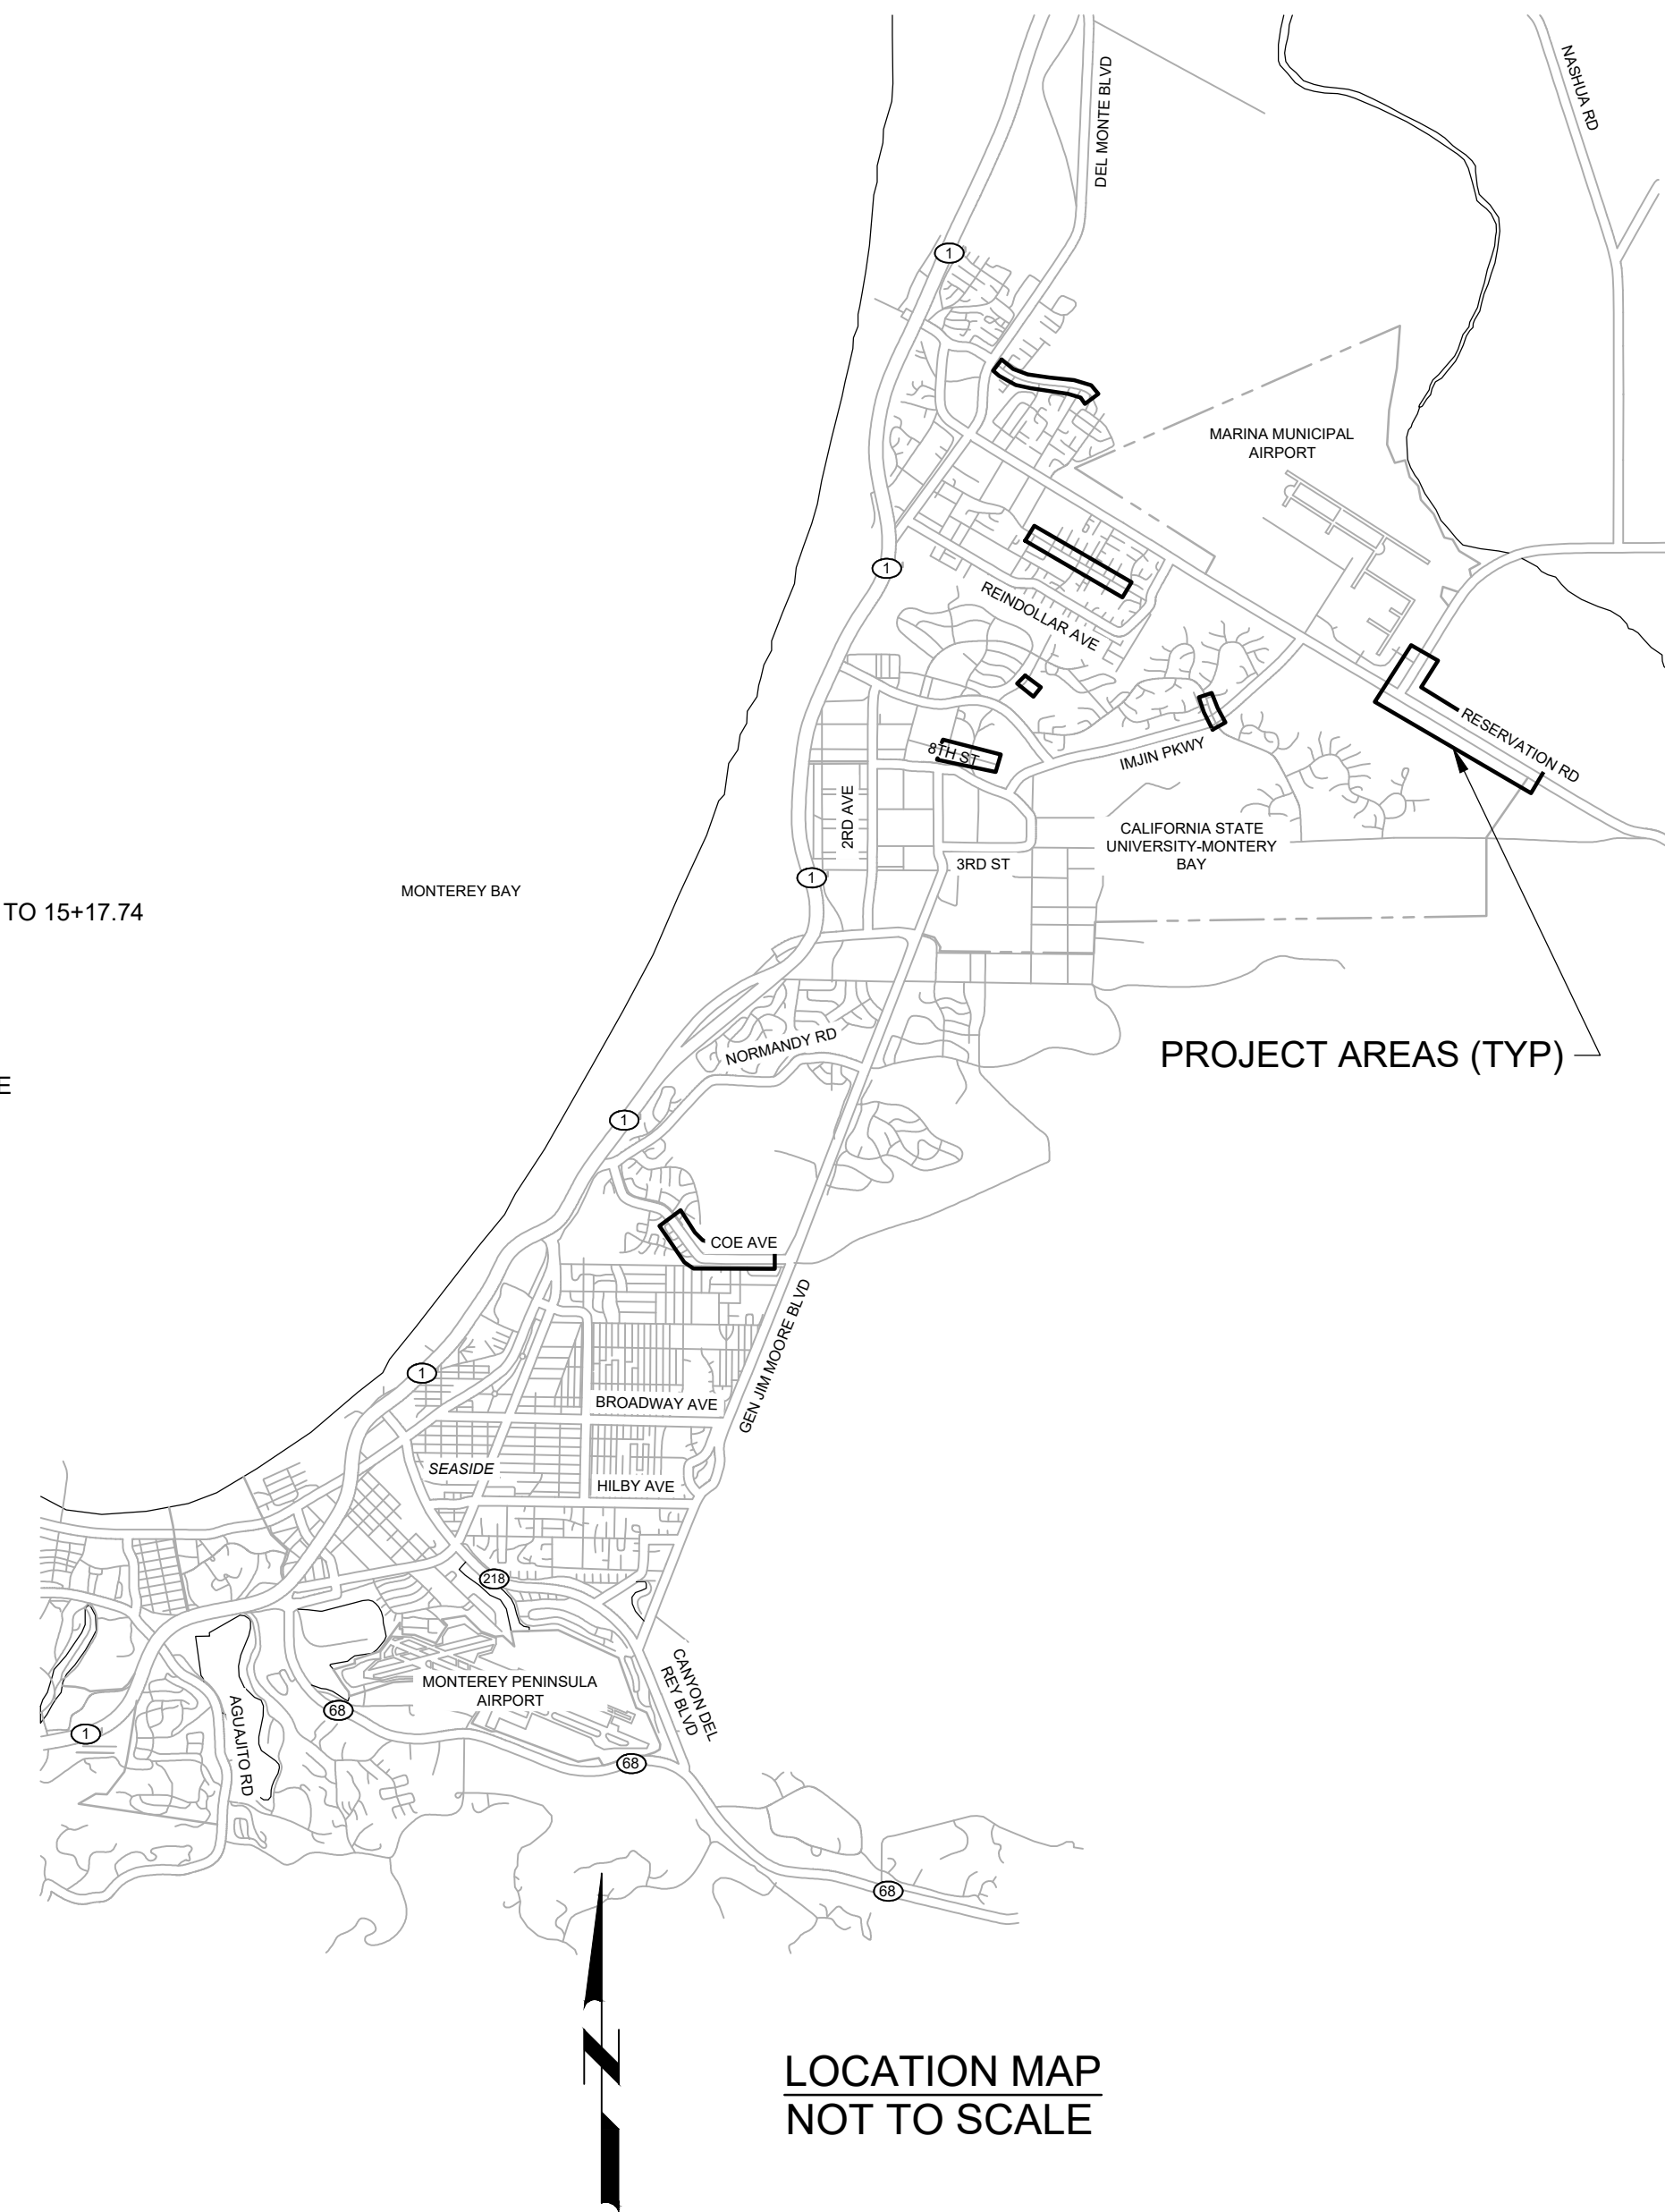 NASHUA RD
DEL MONTE BLVD
1
MARINA MUNICIPAL
AIRPORT
1
REINDOLLAR AVE
RESERVATION RD
IMJIN PKWY
8TH ST
2RD AVE
CALIFORNIA STATE
UNIVERSITY-MONTERY
BAY
3RD ST
1
MONTEREY BAY
TO 15+17.74
NORMANDY RD
PROJECT AREAS (TYP)
E
1
COE AVE
GEN JIM MOORE BLVD
1
BROADWAY AVE
SEASIDE
HILBY AVE
218
CANYON DEL
REY BLVD
MONTEREY PENINSULA
AIRPORT
AGUAJITO RD
68
1
68
68
N
LOCATION MAP
NOT TO SCALE